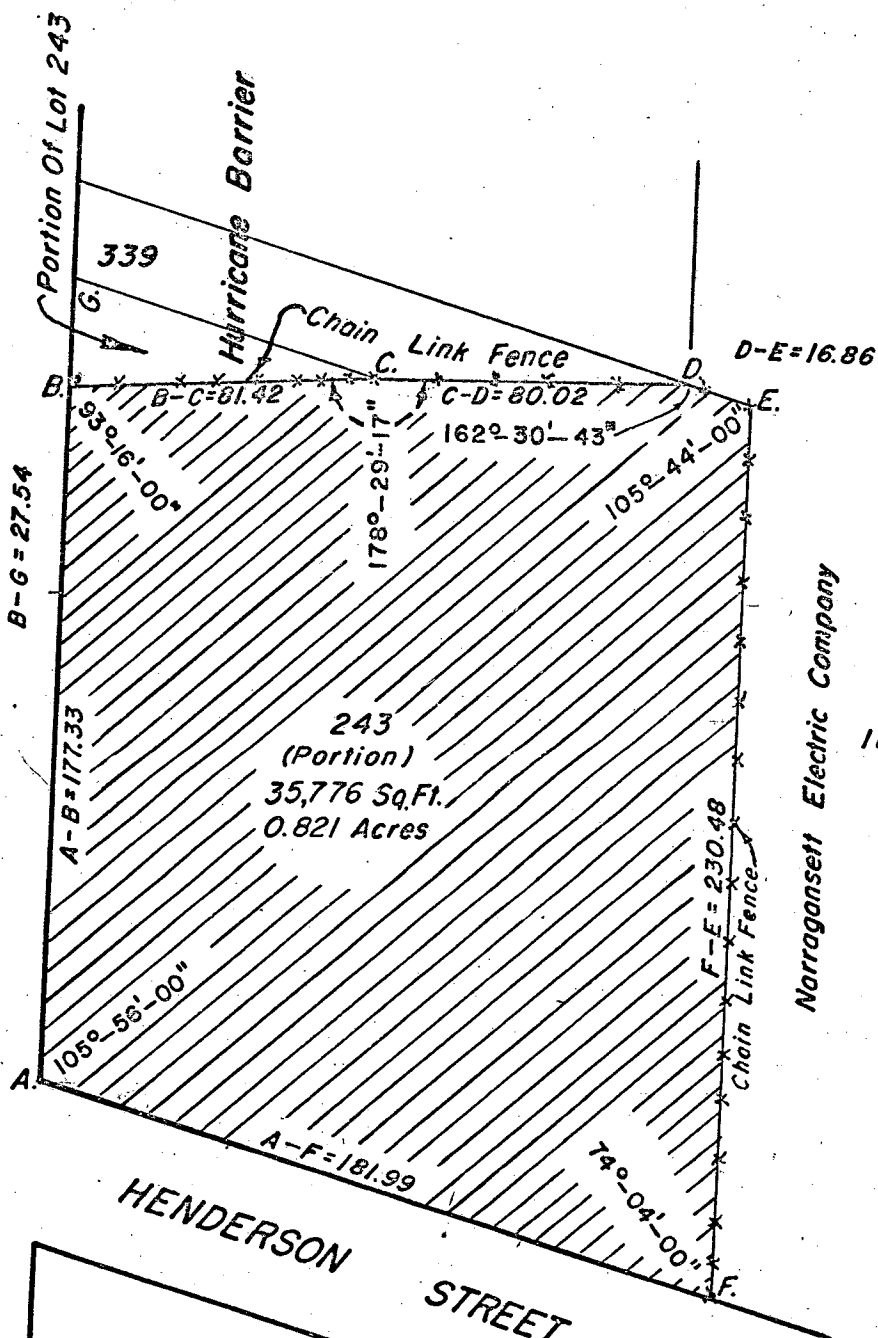 Portion Of Lot 243
Hurricane Barrier
339
G.
Chain Link Fence
B.
C.
D.
D-E=16.86
E.
B-C=81.42
C-D=80.02
93°-16'-00"
178°-29'-17"
162°-30'-43"
105°-44'-00"
B-G=27.54
A-B=177.33
243
(Portion)
35,776 Sq.Ft.
0.821 Acres
F-E=230.48
Chain Link Fence
Narragansett Electric Company
105°-56'-00"
A.
A-F=181.99
74°-04'-00"
F.
HENDERSON STREET